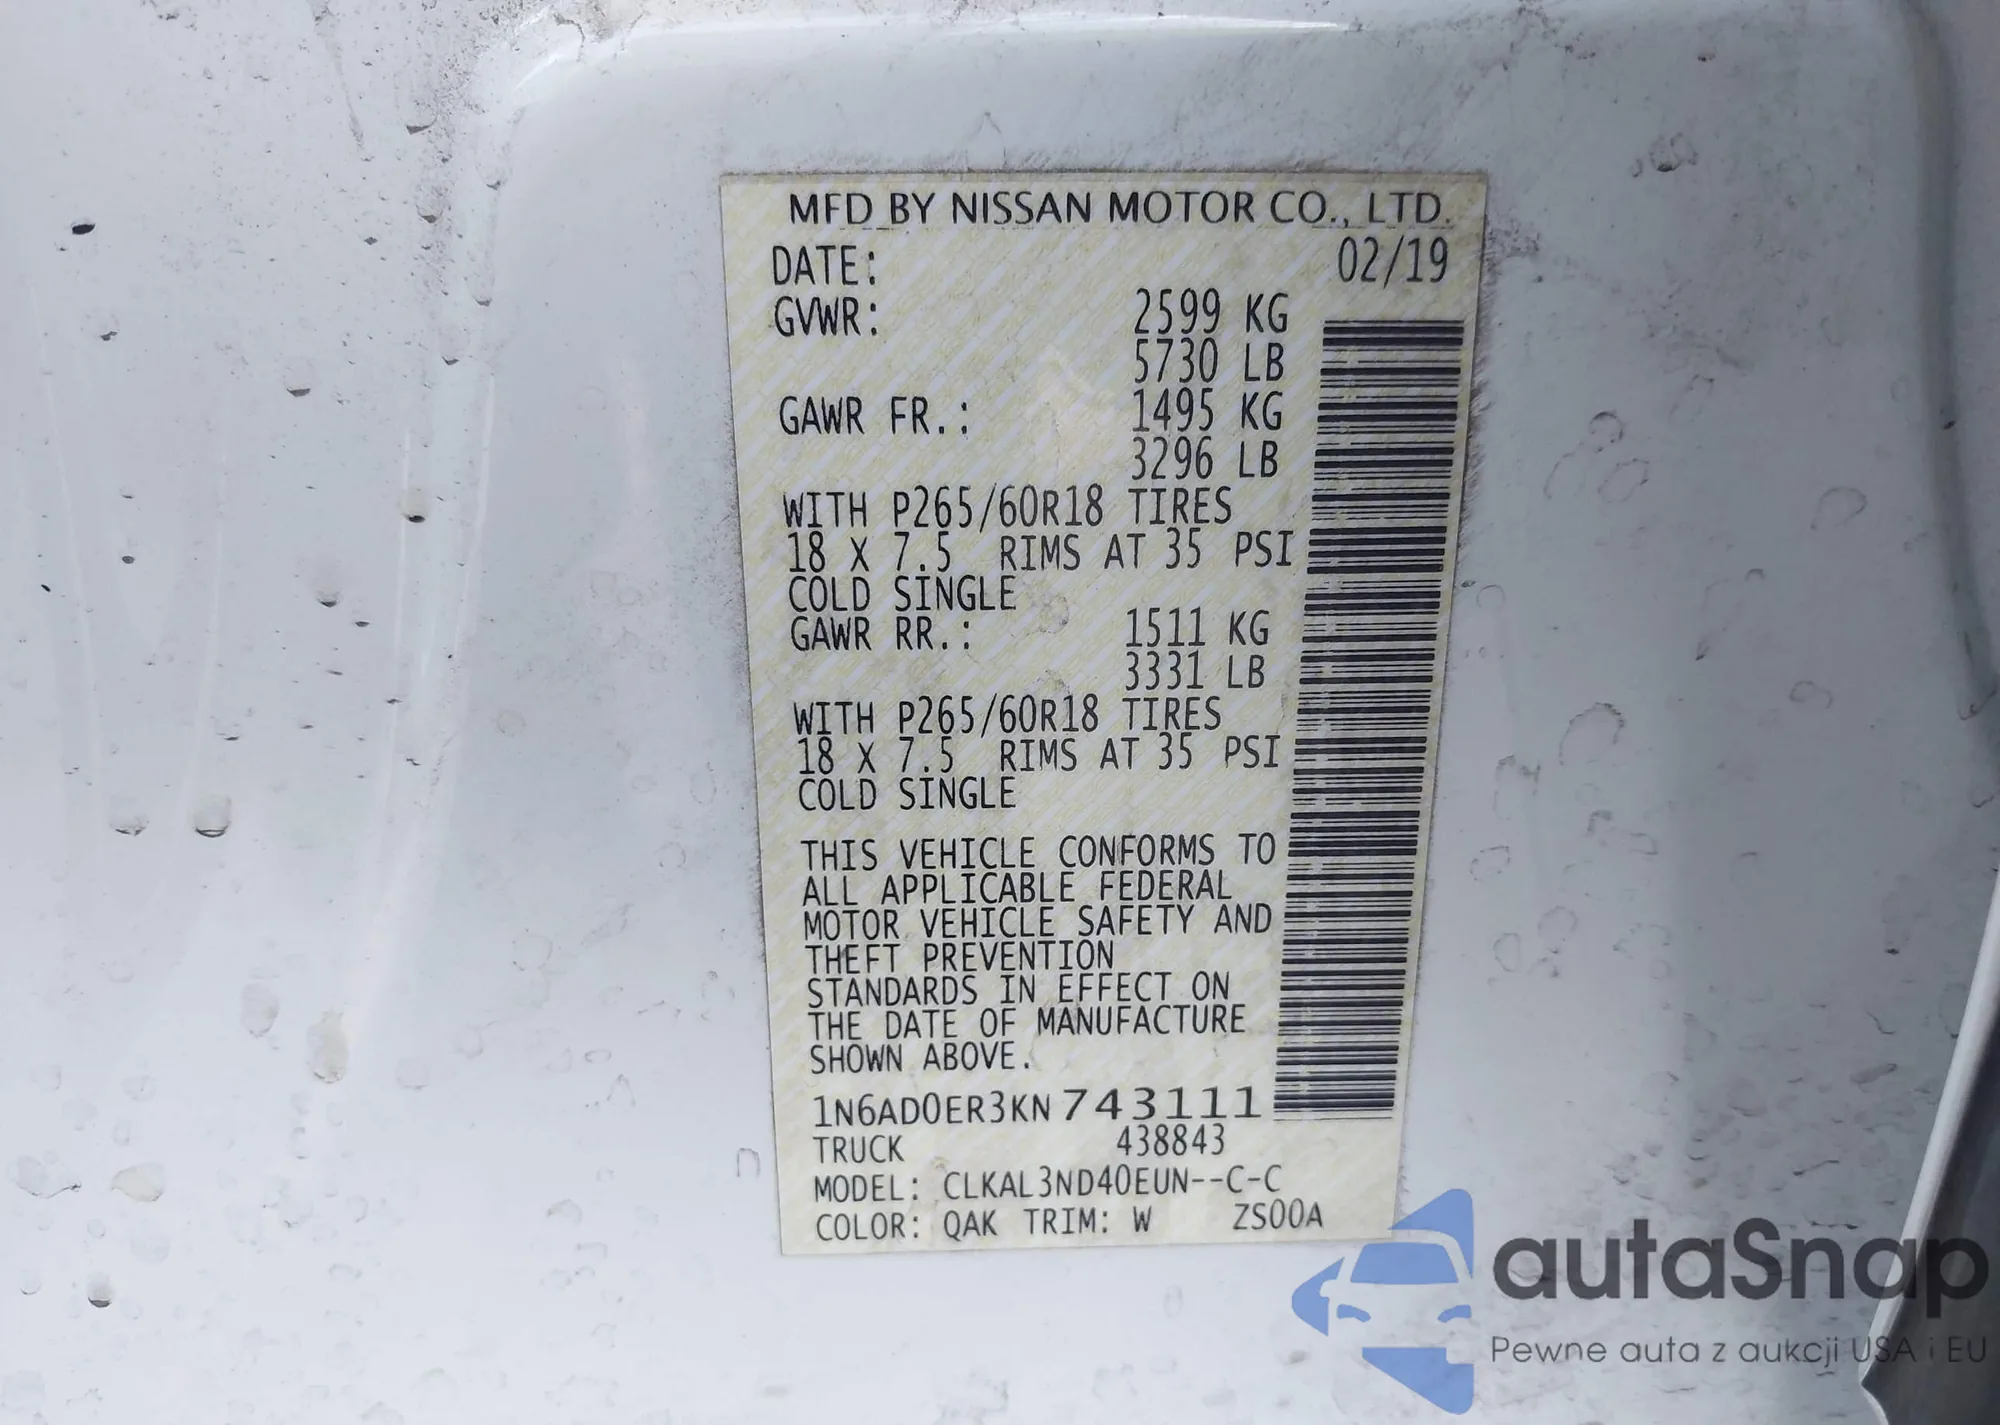 MFD BY NISSAN MOTOR CO., LTD.
DATE: 02/19
GVWR: 2599 KG
5730 LB
GAWR FR.: 1495 KG
3296 LB
WITH P265/60R18 TIRES
18 X 7.5 RIMS AT 35 PSI
COLD SINGLE
GAWR RR.: 1511 KG
3331 LB
WITH P265/60R18 TIRES
18 X 7.5 RIMS AT 35 PSI
COLD SINGLE
THIS VEHICLE CONFORMS TO
ALL APPLICABLE FEDERAL
MOTOR VEHICLE SAFETY AND
THEFT PREVENTION
STANDARDS IN EFFECT ON
THE DATE OF MANUFACTURE
SHOWN ABOVE.
1N6AD0ER3KN743111
TRUCK 438843
MODEL: CLKAL3ND40EUN--C-C
COLOR: QAK TRIM: W ZS00A
autaSnap
Pewne auta z aukcji USA i EU